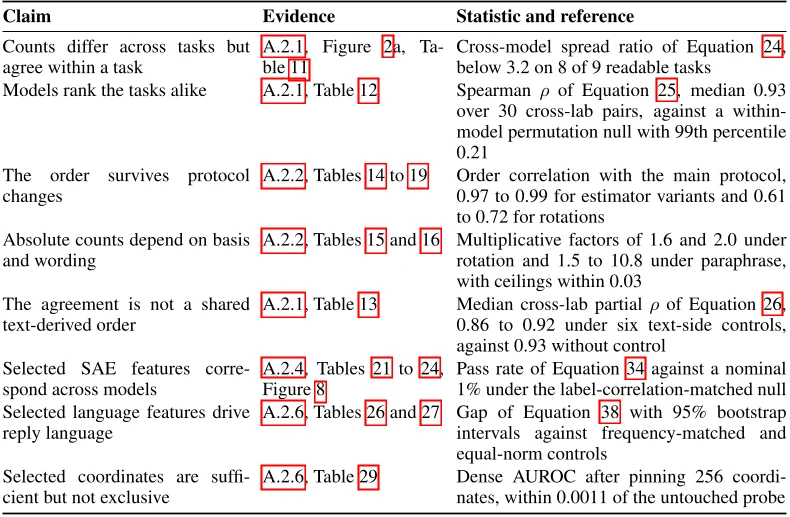 Claim Evidence Statistic and reference
Counts differ across tasks but A.2.1, Figure 2a, Ta- Cross-model spread ratio of Equation 24,
agree within a task ble 11 below 3.2 on 8 of 9 readable tasks
Models rank the tasks alike A.2.1, Table 12 Spearman ρ of Equation 25, median 0.93
over 30 cross-lab pairs, against a within-
model permutation null with 99th percentile
0.21
The order survives protocol A.2.2, Tables 14 to 19 Order correlation with the main protocol,
changes 0.97 to 0.99 for estimator variants and 0.61
to 0.72 for rotations
Absolute counts depend on basis A.2.2, Tables 15 and 16 Multiplicative factors of 1.6 and 2.0 under
and wording rotation and 1.5 to 10.8 under paraphrase,
with ceilings within 0.03
The agreement is not a shared A.2.1, Table 13 Median cross-lab partial ρ of Equation 26,
text-derived order 0.86 to 0.92 under six text-side controls,
against 0.93 without control
Selected SAE features corre- A.2.4, Tables 21 to 24, Pass rate of Equation 34 against a nominal
spond across models Figure 8 1% under the label-correlation-matched null
Selected language features drive A.2.6, Tables 26 and 27 Gap of Equation 38 with 95% bootstrap
reply language intervals against frequency-matched and
equal-norm controls
Selected coordinates are suffi- A.2.6, Table 29 Dense AUROC after pinning 256 coordi-
cient but not exclusive nates, within 0.0011 of the untouched probe